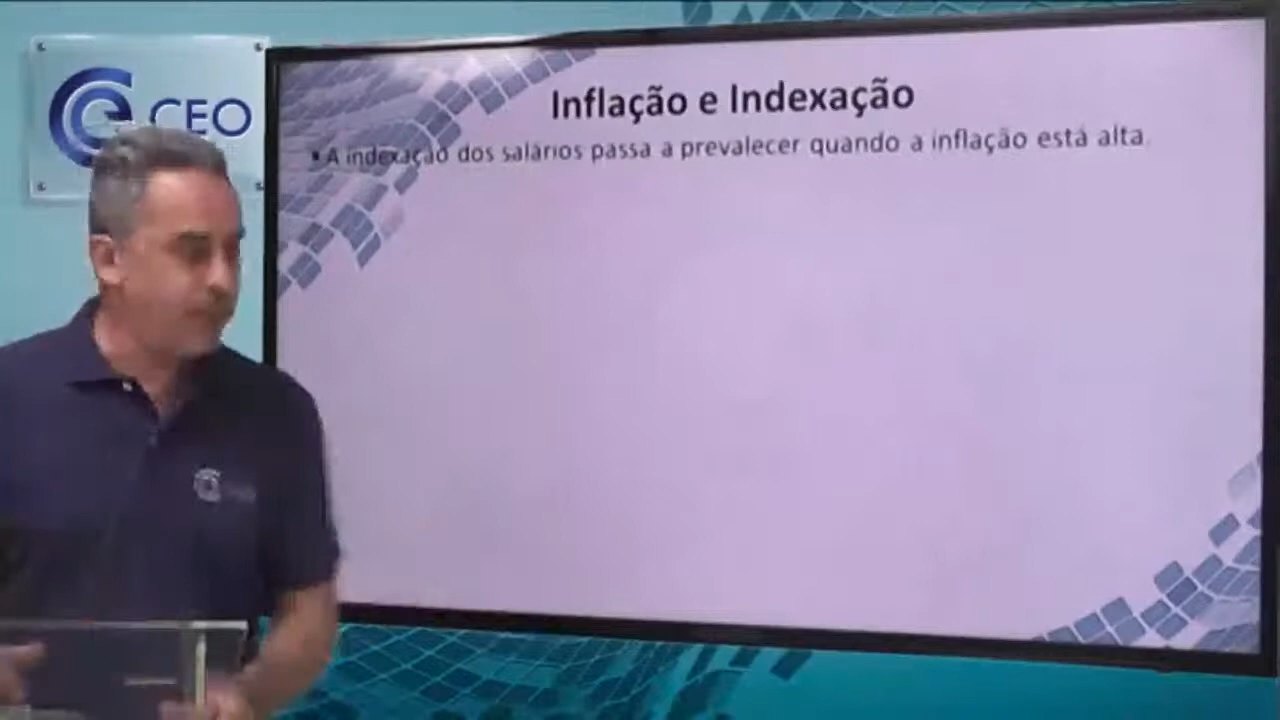 CEO
Inflação e Indexação
• A indexação dos salários passa a prevalecer quando a inflação está alta.